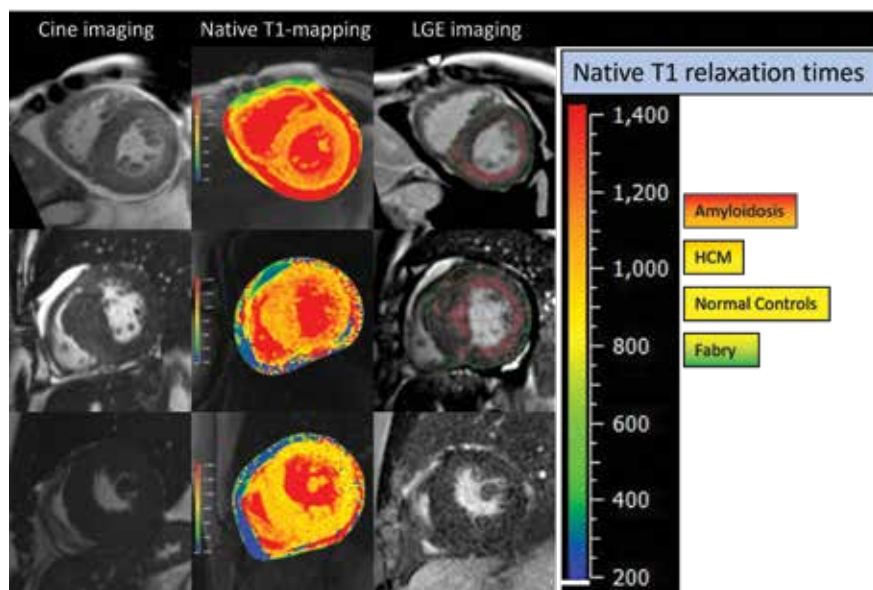 Cine imaging
Native T1-mapping
LGE imaging
Native T1 relaxation times
1,400
1,200
1,000
800
600
400
200
Amyloidosis
HCM
Normal Controls
Fabry